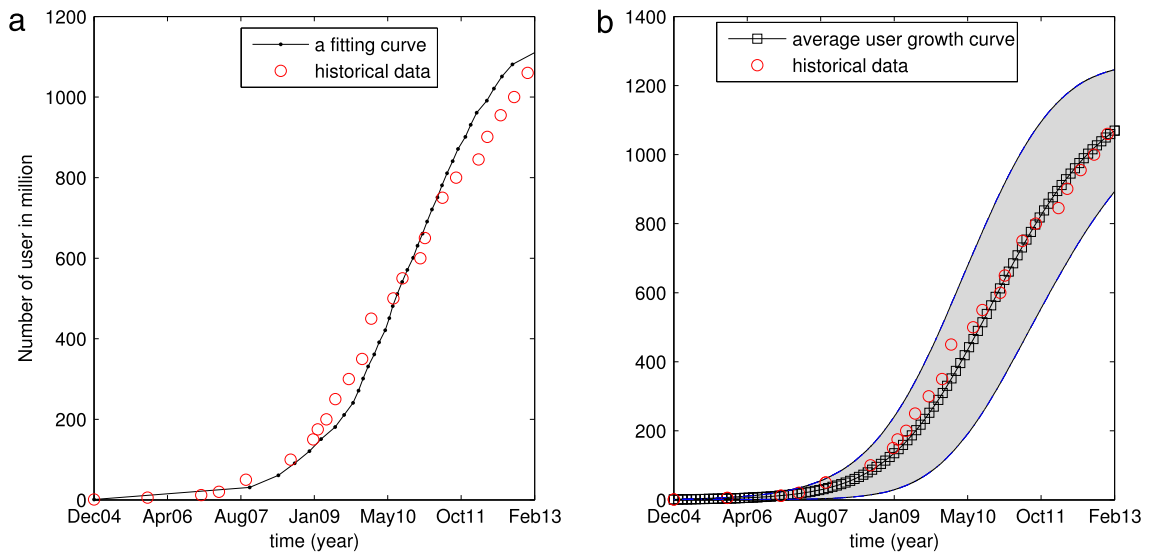 a
1200
1000
800
600
400
200
0
Number of user in million
a fitting curve
historical data
Dec04 Apr06 Aug07 Jan09 May10 Oct11 Feb13
time (year)
b
1400
1200
1000
800
600
400
200
0
average user growth curve
historical data
Dec04 Apr06 Aug07 Jan09 May10 Oct11 Feb13
time (year)